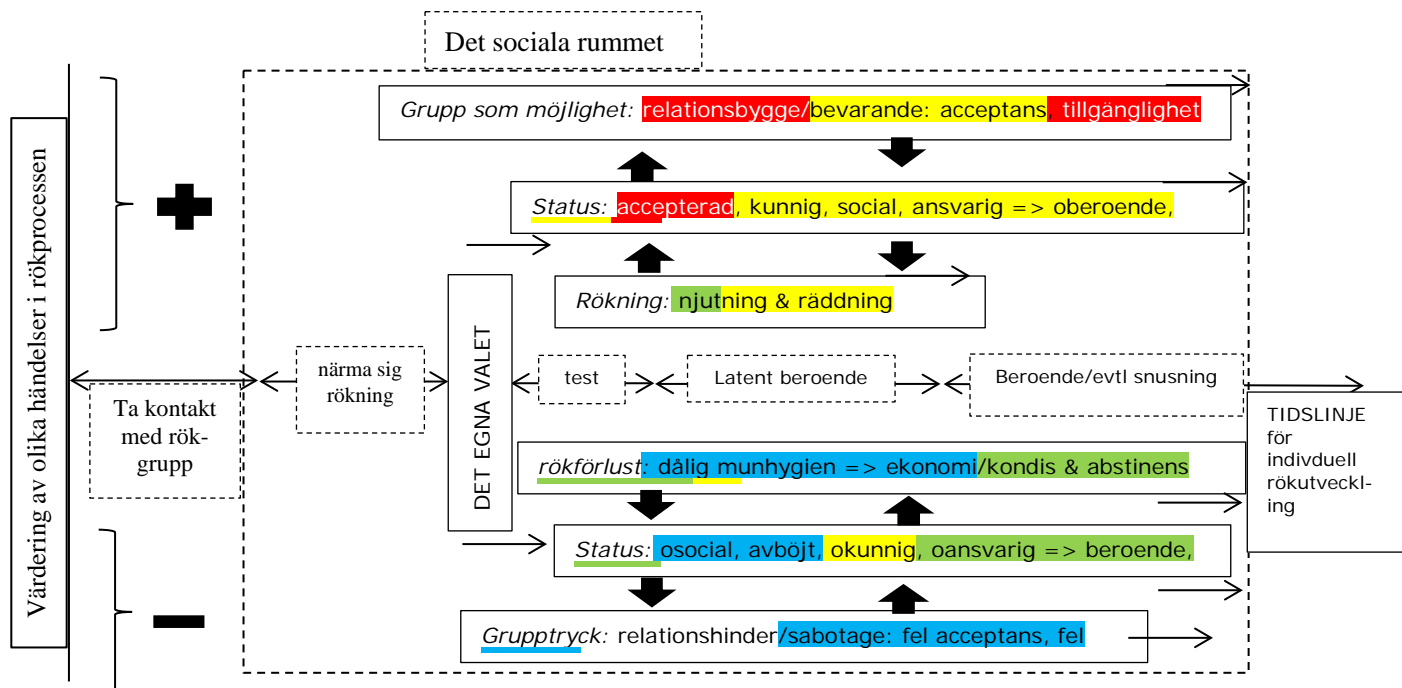 Det sociala rummet
Grupp som möjlighet: relationsbygge/bevarande: acceptans, tillgänglighet
Status: accepterad, kunnig, social, ansvarig => oberoende,
Rökning: njutning & räddning
Värdering av olika händelser i rökprocessen
Ta kontakt
med rök-
grupp
närma sig
rökning
DET EGNA VALET
test
Latent beroende
Beroende/evtl snusning
TIDSLINJE
för
indivduell
rökutveckl-
ing
rökförlust: dålig munhygien => ekonomi/kondis & abstinens
Status: osocial, avböjt, okunnig, oansvarig => beroende,
Grupptryck: relationshinder/sabotage: fel acceptans, fel